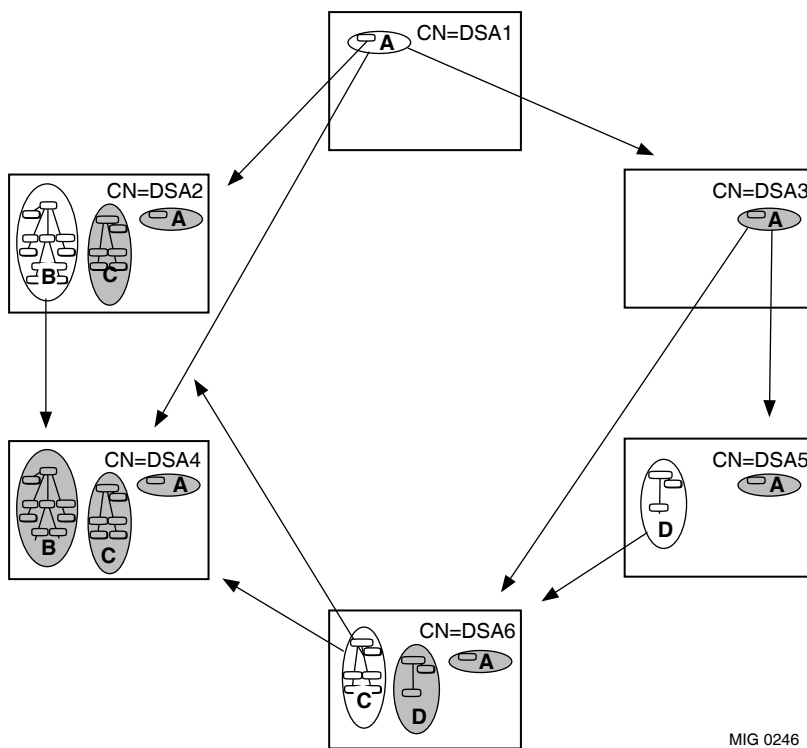 CN=DSA1
A
CN=DSA2
B
C
A
CN=DSA3
A
CN=DSA4
B
C
A
CN=DSA5
D
A
CN=DSA6
C
D
A
MIG 0246